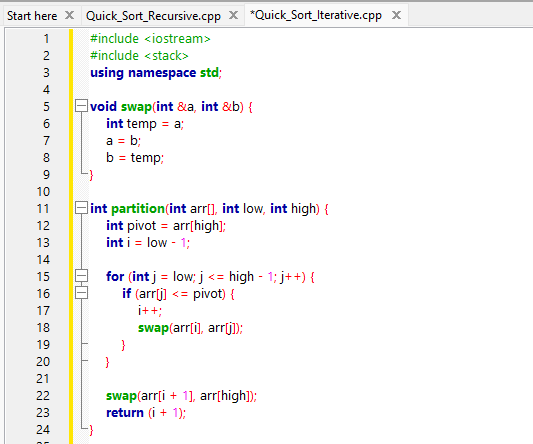 Start here Quick_Sort_Recursive.cpp *Quick_Sort_Iterative.cpp
1 #include <iostream>
2 #include <stack>
3 using namespace std;
4
5 void swap(int &a, int &b) {
6     int temp = a;
7     a = b;
8     b = temp;
9 }
10
11 int partition(int arr[], int low, int high) {
12     int pivot = arr[high];
13     int i = low - 1;
14
15     for (int j = low; j <= high - 1; j++) {
16         if (arr[j] <= pivot) {
17             i++;
18             swap(arr[i], arr[j]);
19         }
20     }
21
22     swap(arr[i + 1], arr[high]);
23     return (i + 1);
24 }